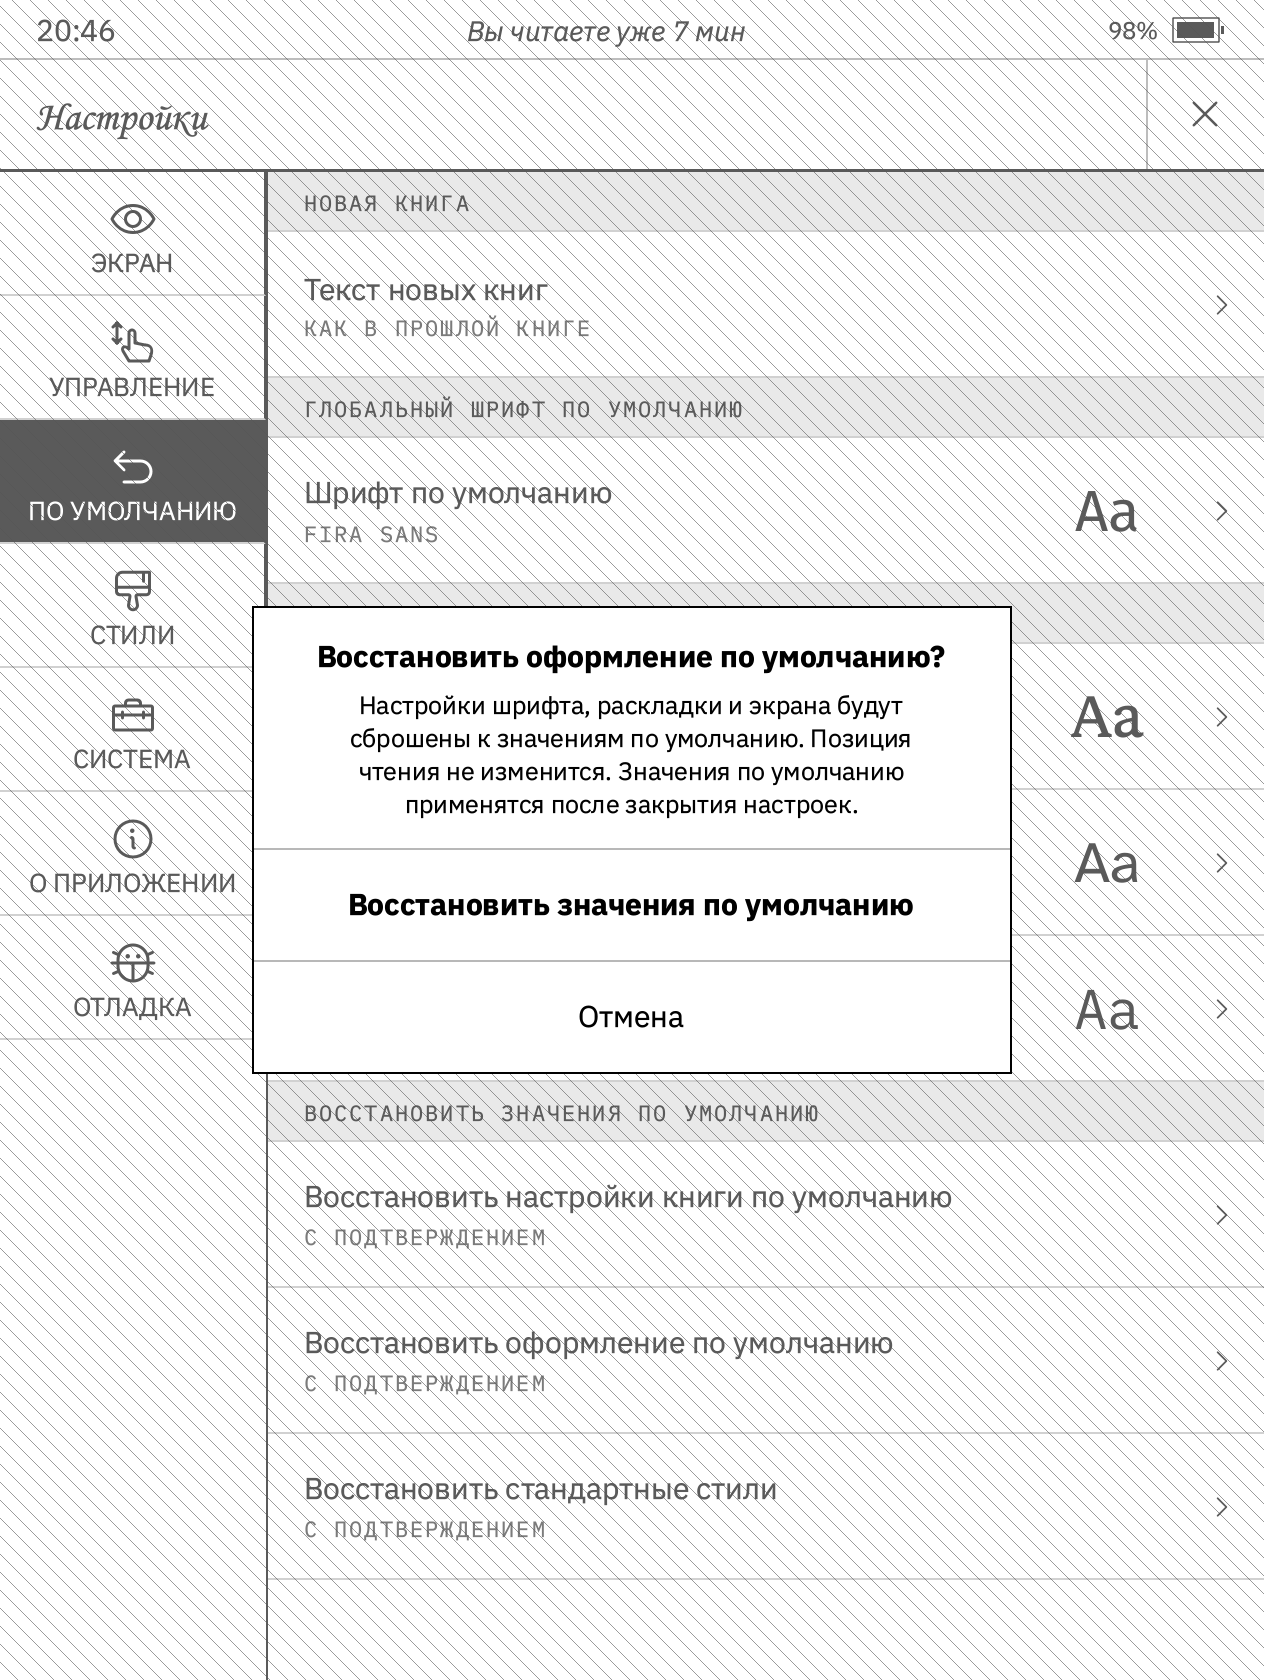 20:46
Вы читаете уже 7 мин
98%
Настройки
ЭКРАН
УПРАВЛЕНИЕ
ПО УМОЛЧАНИЮ
СТИЛИ
СИСТЕМА
О ПРИЛОЖЕНИИ
ОТЛАДКА
НОВАЯ КНИГА
Текст новых книг
КАК В ПРОШЛОЙ КНИГЕ
ГЛОБАЛЬНЫЙ ШРИФТ ПО УМОЛЧАНИЮ
Шрифт по умолчанию
FIRA SANS
Aa
Aa
Aa
Aa
Восстановить оформление по умолчанию?
Настройки шрифта, раскладки и экрана будут
сброшены к значениям по умолчанию. Позиция
чтения не изменится. Значения по умолчанию
применятся после закрытия настроек.
Восстановить значения по умолчанию
Отмена
ВОССТАНОВИТЬ ЗНАЧЕНИЯ ПО УМОЛЧАНИЮ
Восстановить настройки книги по умолчанию
С ПОДТВЕРЖДЕНИЕМ
Восстановить оформление по умолчанию
С ПОДТВЕРЖДЕНИЕМ
Восстановить стандартные стили
С ПОДТВЕРЖДЕНИЕМ